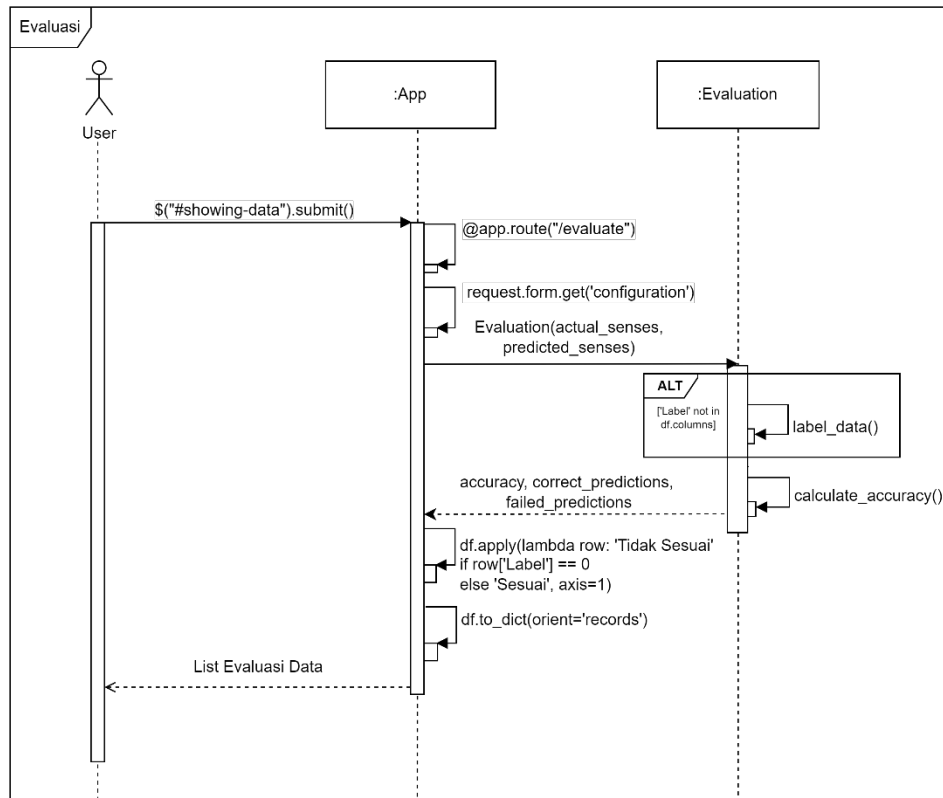 Evaluasi
:App
:Evaluation
User
$("#showing-data").submit()
@app.route("/evaluate")
request.form.get('configuration')
Evaluation(actual_senses,
predicted_senses)
ALT
['Label' not in
df.columns]
label_data()
accuracy, correct_predictions,
failed_predictions
calculate_accuracy()
df.apply(lambda row: 'Tidak Sesuai'
if row['Label'] == 0
else 'Sesuai', axis=1)
df.to_dict(orient='records')
List Evaluasi Data